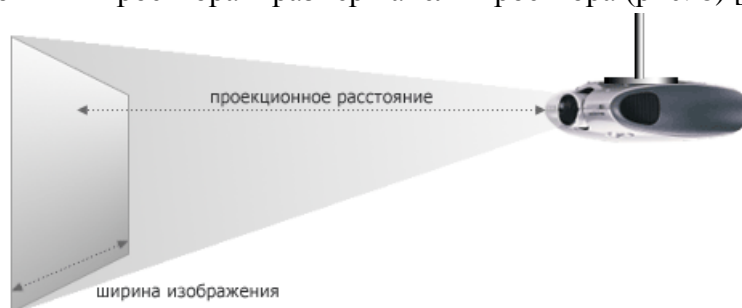 проекционное расстояние
ширина изображения